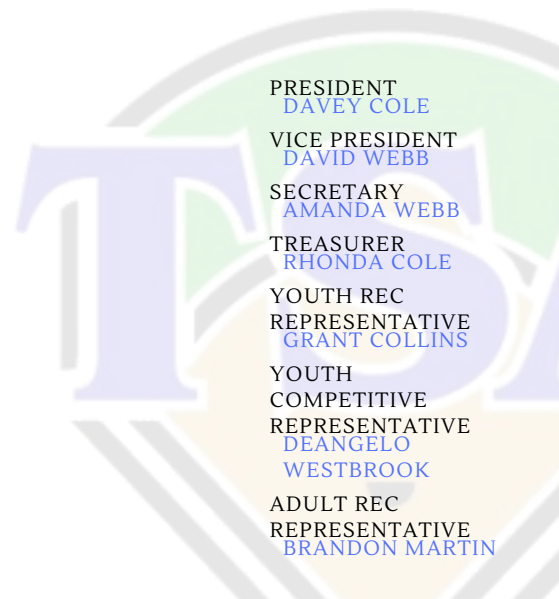 PRESIDENT
DAVEY COLE
VICE PRESIDENT
DAVID WEBB
SECRETARY
AMANDA WEBB
TREASURER
RHONDA COLE
YOUTH REC
REPRESENTATIVE
GRANT COLLINS
YOUTH
COMPETITIVE
REPRESENTATIVE
DEANGELO
WESTBROOK
ADULT REC
REPRESENTATIVE
BRANDON MARTIN
TSA